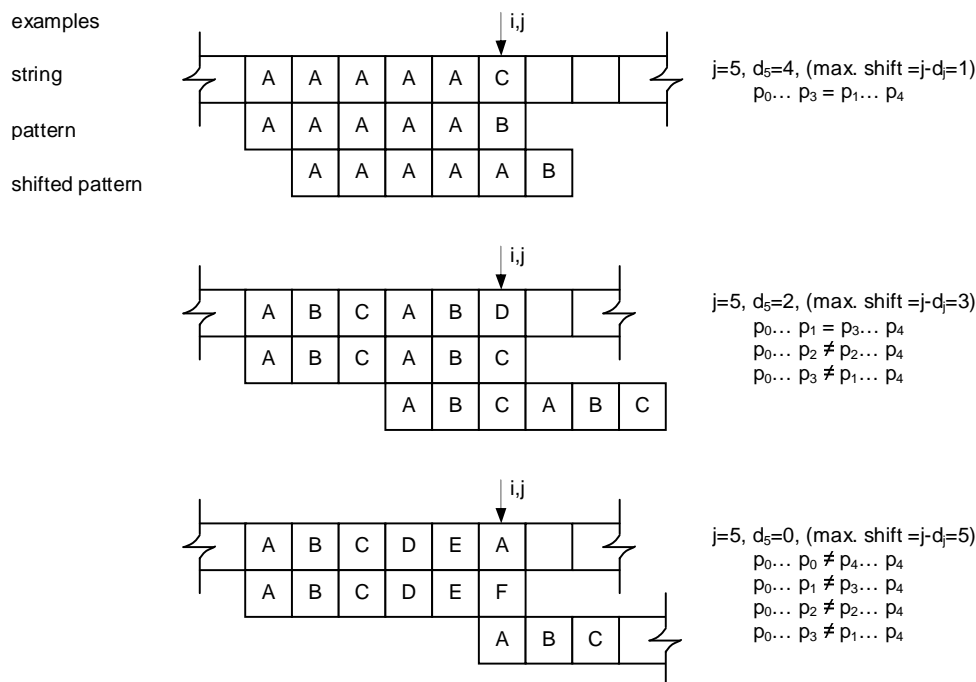 examples
i,j
string A A A A A C
j=5, d5=4, (max. shift =j-dj=1)
p0... p3 = p1... p4
pattern A A A A A B
shifted pattern A A A A A B
i,j
A B C A B D
j=5, d5=2, (max. shift =j-dj=3)
p0... p1 = p3... p4
A B C A B C
p0... p2 ≠ p2... p4
p0... p3 ≠ p1... p4
A B C A B C
i,j
A B C D E A
j=5, d5=0, (max. shift =j-dj=5)
p0... p0 ≠ p4... p4
p0... p1 ≠ p3... p4
A B C D E F
p0... p2 ≠ p2... p4
p0... p3 ≠ p1... p4
A B C